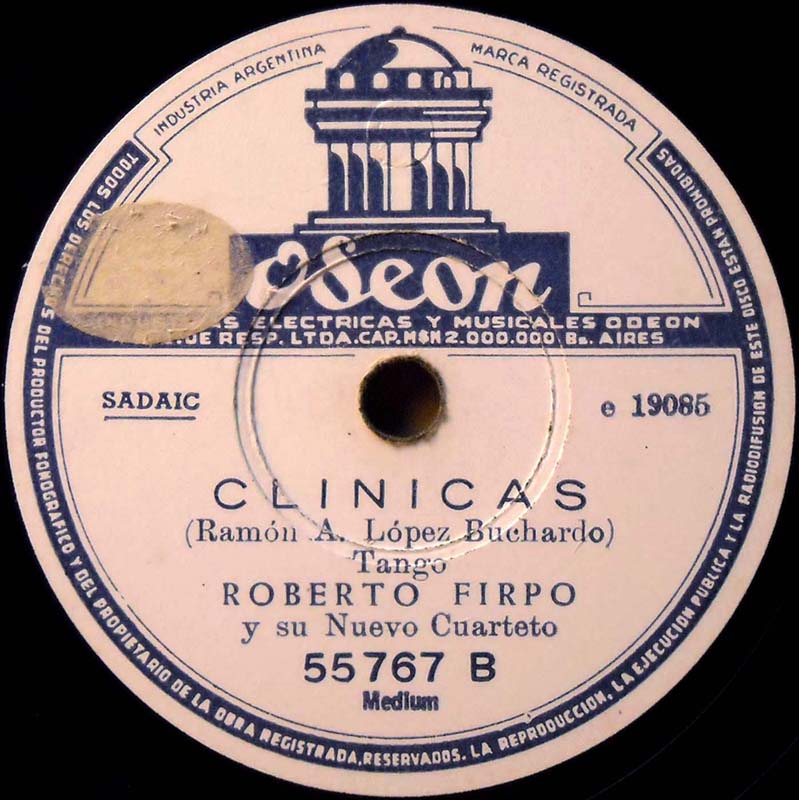 INDUSTRIA ARGENTINA
MARCA REGISTRADA
Odeon
AS ELECTRICAS Y MUSICALES ODEON
DE RESP. LTDA. CAP. M$N 2.000.000 Bs. AIRES
SADAIC
e 19085
CLINICAS
(Ramón A. López Buchardo)
Tango
ROBERTO FIRPO
y su Nuevo Cuarteto
55767 B
Medium
TODOS LOS DERECHOS DEL PRODUCTOR FONOGRAFICO Y DEL PROPIETARIO DE LA OBRA REGISTRADA, RESERVADOS. LA REPRODUCCION, LA EJECUCION PUBLICA Y LA RADIODIFUSION DE ESTE DISCO ESTAN PROHIBIDAS